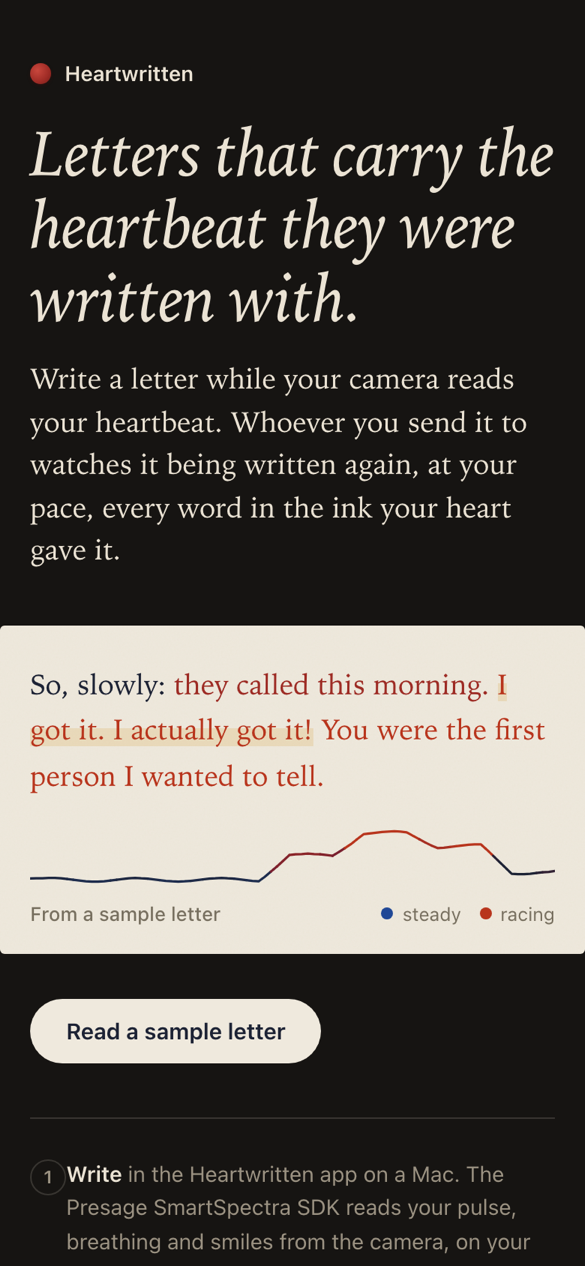 Heartwritten
Letters that carry the
heartbeat they were
written with.
Write a letter while your camera reads
your heartbeat. Whoever you send it to
watches it being written again, at your
pace, every word in the ink your heart
gave it.
So, slowly: they called this morning. I
got it. I actually got it! You were the first
person I wanted to tell.
From a sample letter
steady
racing
Read a sample letter
1
Write in the Heartwritten app on a Mac. The
Presage SmartSpectra SDK reads your pulse,
breathing and smiles from the camera, on your